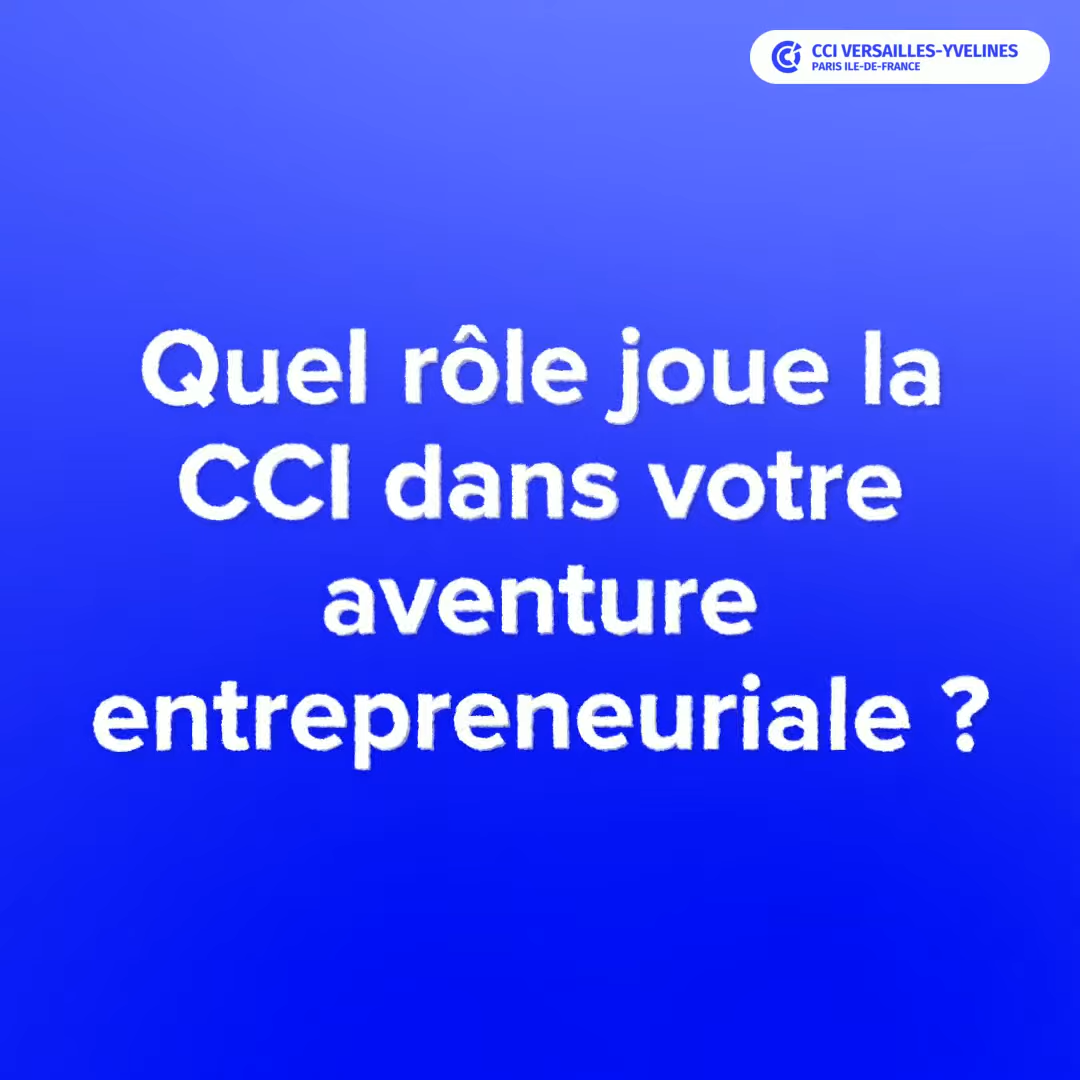 CCI VERSAILLES-YVELINES
PARIS ILE-DE-FRANCE
Quel rôle joue la
CCI dans votre
aventure
entrepreneuriale ?